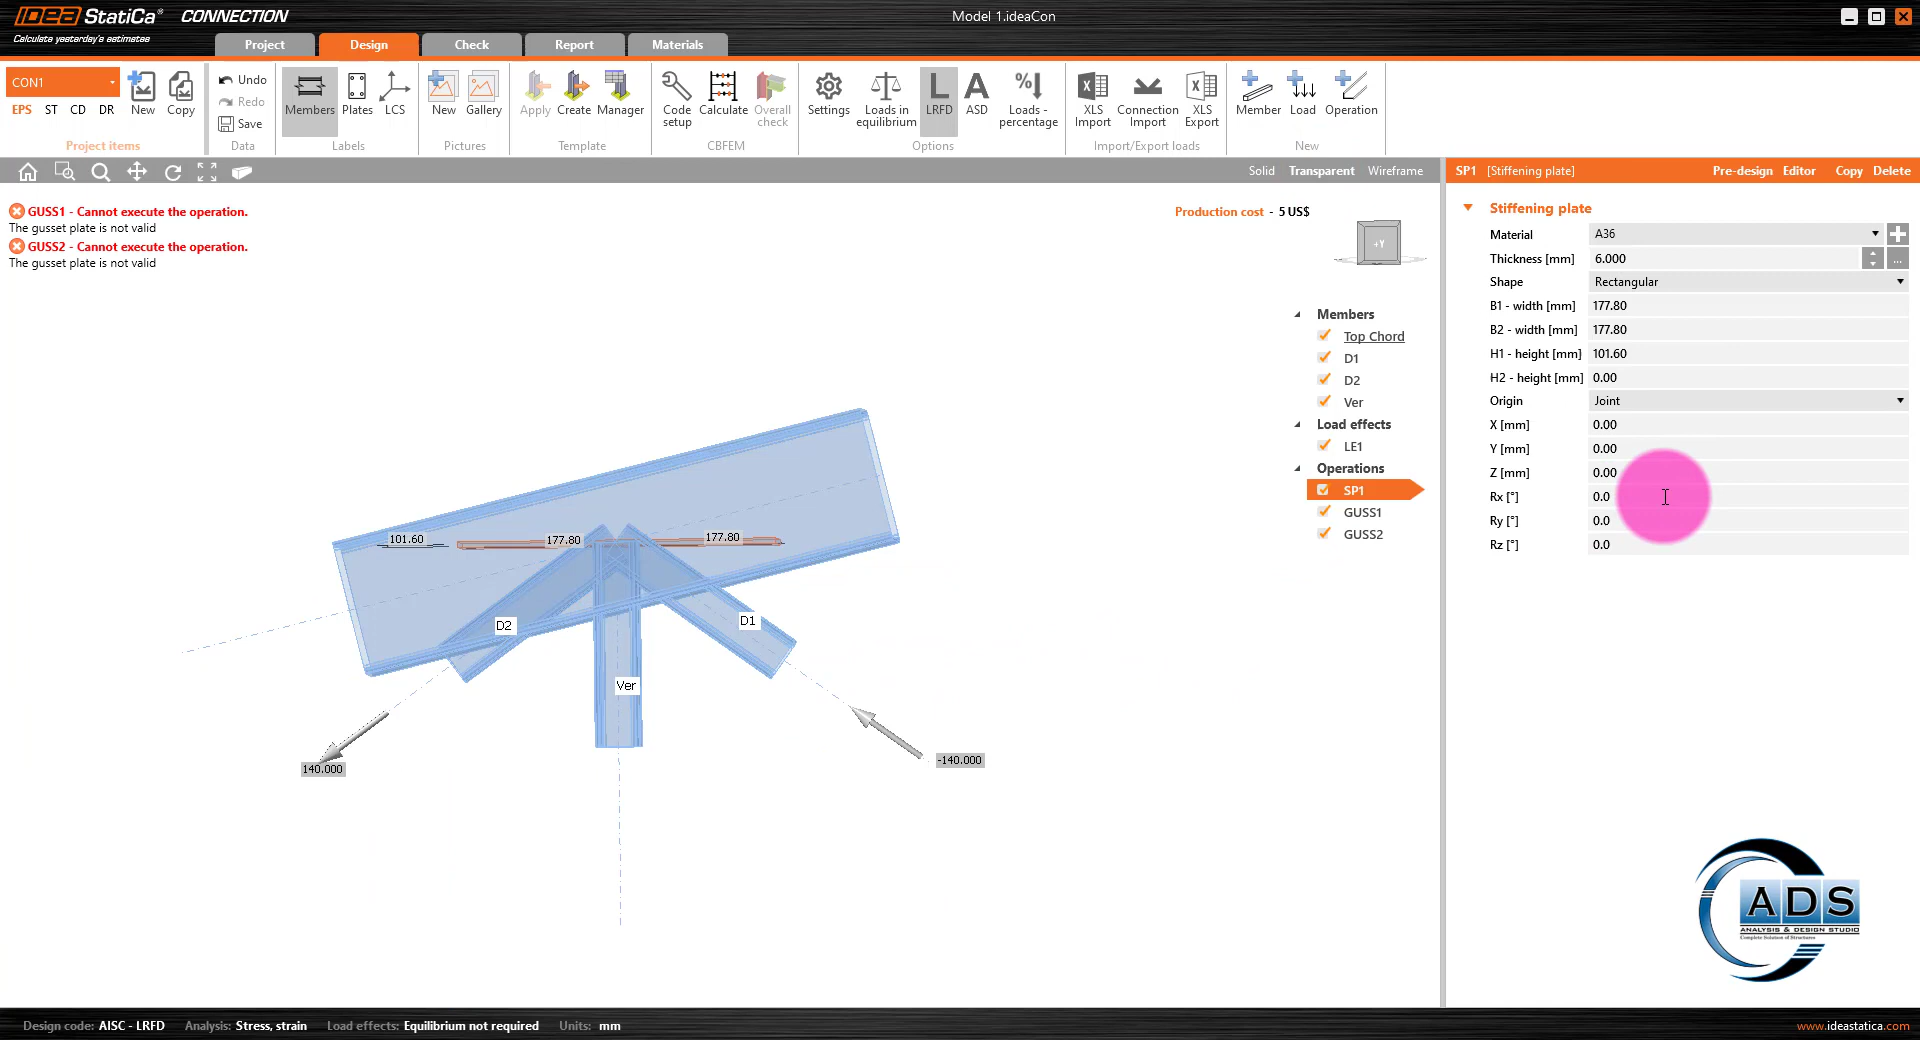 IDEA StatiCa® CONNECTION
Calculate yesterday's estimates
Model 1.ideaCon
Project Design Check Report Materials
CON1
EPS ST CD DR
New
Copy
Project items
Undo
Redo
Save
Data
Members
Plates
LCS
Labels
New
Gallery
Pictures
Apply
Create
Manager
Template
Code setup
Calculate
Overall check
CBFEM
Settings
Loads in equilibrium
LRFD
ASD
Loads - percentage
Options
XLS Import
Connection Import
XLS Export
Import/Export loads
Member
Load
Operation
New
Solid Transparent Wireframe
GUSS1 - Cannot execute the operation.
The gusset plate is not valid
GUSS2 - Cannot execute the operation.
The gusset plate is not valid
Production cost - 5 US$
+Y
Members
Top Chord
D1
D2
Ver
Load effects
LE1
Operations
SP1
GUSS1
GUSS2
101.60
177.80
177.80
D2
D1
Ver
140.000
-140.000
SP1 [Stiffening plate] Pre-design Editor Copy Delete
Stiffening plate
Material A36
Thickness [mm] 6.000 ...
Shape Rectangular
B1 - width [mm] 177.80
B2 - width [mm] 177.80
H1 - height [mm] 101.60
H2 - height [mm] 0.00
Origin Joint
X [mm] 0.00
Y [mm] 0.00
Z [mm] 0.00
Rx [°] 0.0
Ry [°] 0.0
Rz [°] 0.0
ADS
ANALYSIS & DESIGN STUDIO
Complete Solution of Structures
Design code: AISC - LRFD Analysis: Stress, strain Load effects: Equilibrium not required Units: mm
www.ideastatica.com